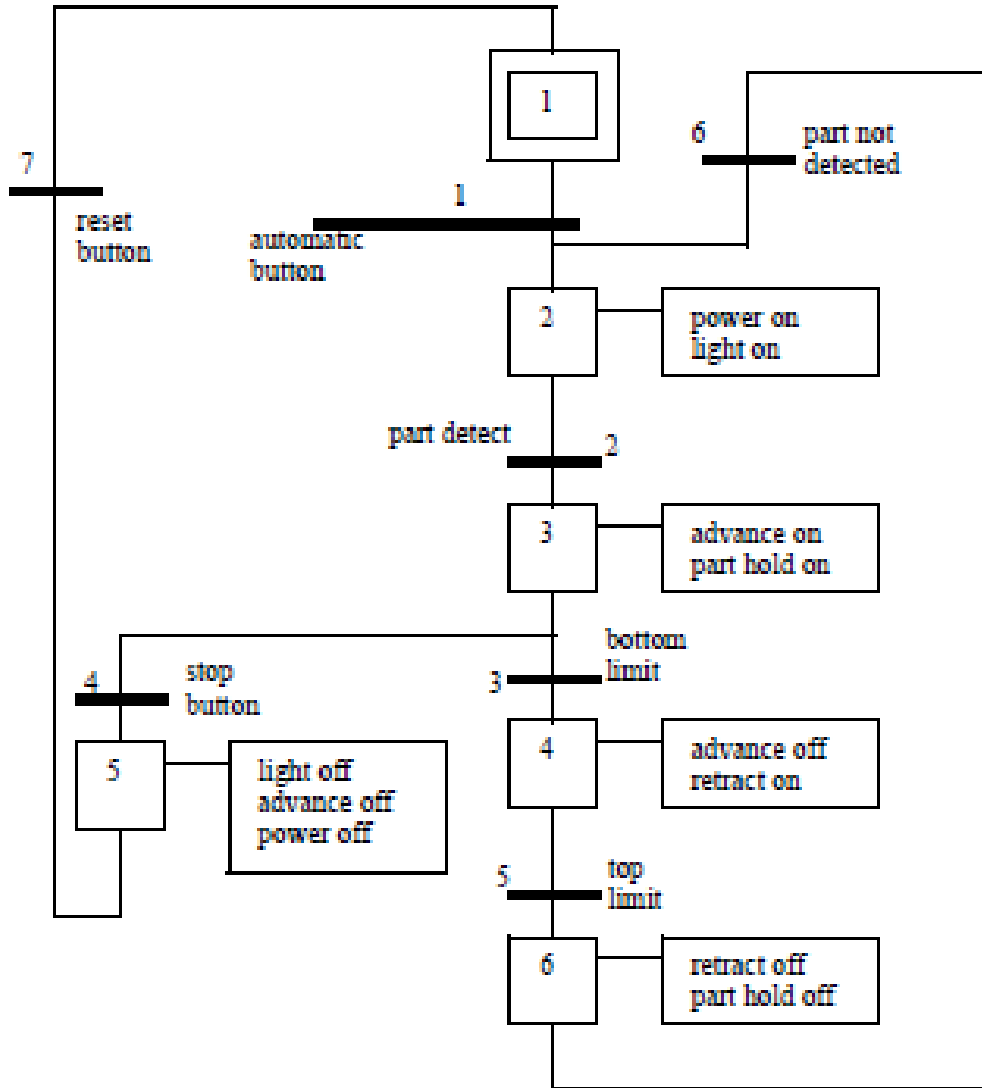 1
6
part not
detected
7
reset
button
1
automatic
button
2
power on
light on
part detect
2
3
advance on
part hold on
bottom
limit
3
4
stop
button
4
advance off
retract on
5
light off
advance off
power off
5
top
limit
6
retract off
part hold off